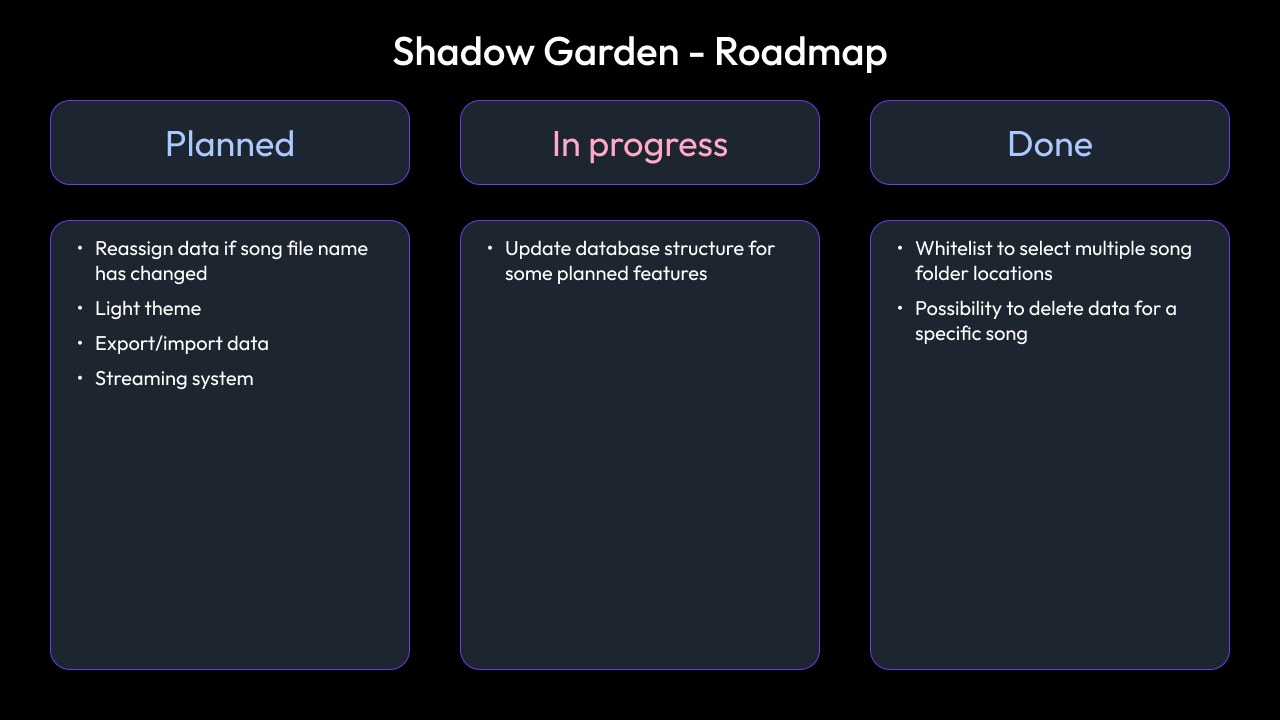 Shadow Garden - Roadmap
Planned
In progress
Done
• Reassign data if song file name
has changed
• Light theme
• Export/import data
• Streaming system
• Update database structure for
some planned features
• Whitelist to select multiple song
folder locations
• Possibility to delete data for a
specific song